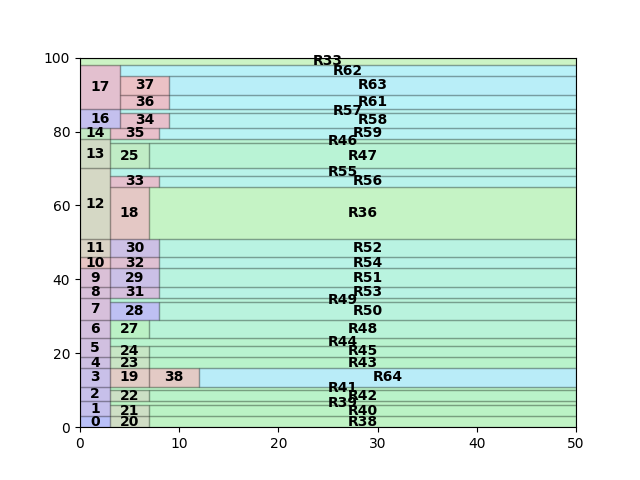 100 R33
17 R62
37 R63
36 R61
R57
16 34 R58
80 14 35 R59
R46
13 25 R47
R55
33 R56
60 12 18 R36
11 30 R52
10 32 R54
40 9 29 R51
8 31 R53
R49
7 28 R50
6 27 R48
R44
20 5 24 R45
4 23 R43
3 19 38 R64
R41
2 22 R42
R39
1 21 R40
0 0 20 R38
0 10 20 30 40 50